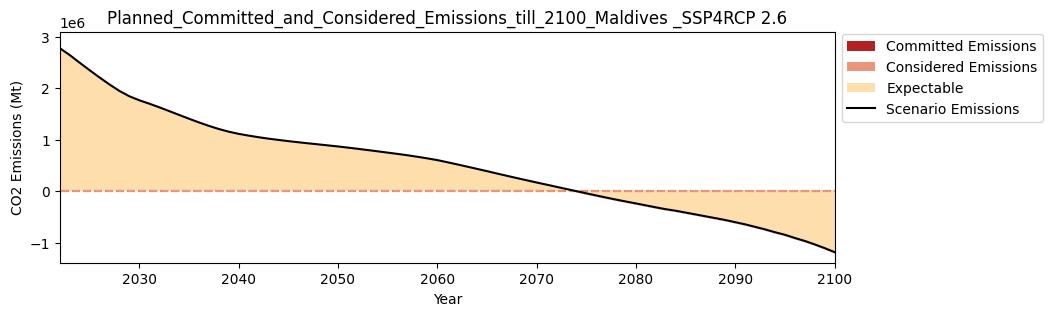 Planned_Committed_and_Considered_Emissions_till_2100_Maldives _SSP4RCP 2.6
1e6
3
2
1
0
−1
CO2 Emissions (Mt)
2030 2040 2050 2060 2070 2080 2090 2100
Year
Committed Emissions
Considered Emissions
Expectable
Scenario Emissions